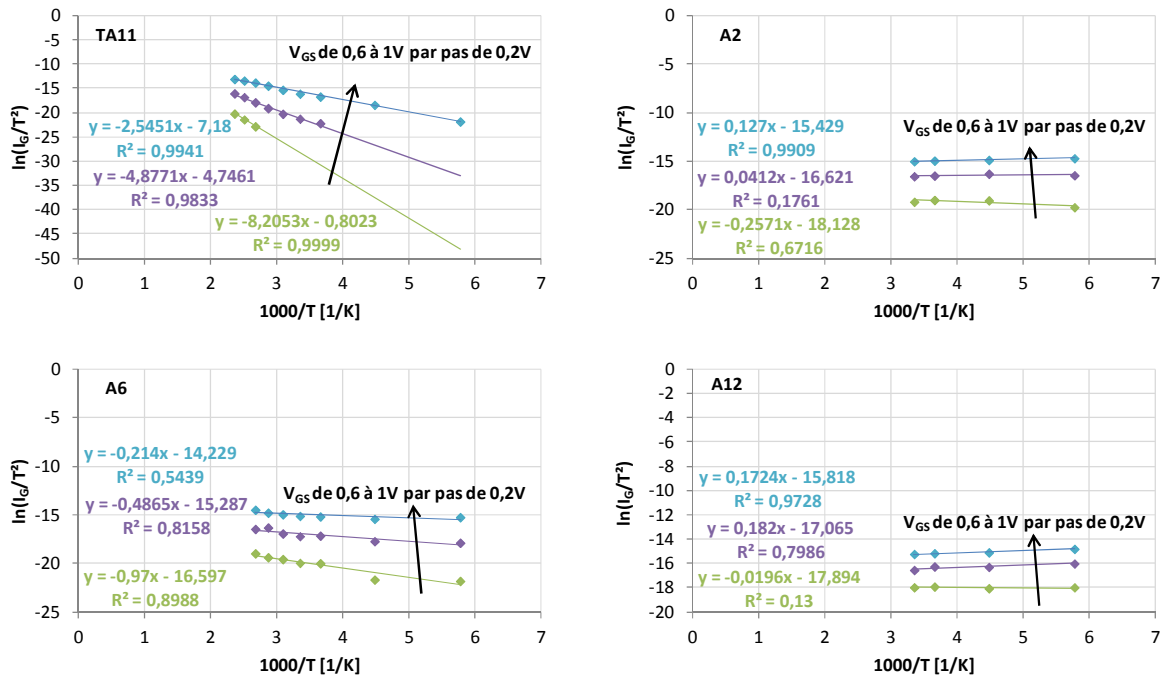 TA11
V_GS de 0,6 à 1V par pas de 0,2V
0
-5
-10
-15
-20
-25
-30
-35
-40
-45
-50
ln(I_G/T²)
y = -2,5451x - 7,18
R² = 0,9941
y = -4,8771x - 4,7461
R² = 0,9833
y = -8,2053x - 0,8023
R² = 0,9999
0 1 2 3 4 5 6 7
1000/T [1/K]
A2
V_GS de 0,6 à 1V par pas de 0,2V
0
-5
-10
-15
-20
-25
ln(I_G/T²)
y = 0,127x - 15,429
R² = 0,9909
y = 0,0412x - 16,621
R² = 0,1761
y = -0,2571x - 18,128
R² = 0,6716
0 1 2 3 4 5 6 7
1000/T [1/K]
A6
V_GS de 0,6 à 1V par pas de 0,2V
0
-5
-10
-15
-20
-25
ln(I_G/T²)
y = -0,214x - 14,229
R² = 0,5439
y = -0,4865x - 15,287
R² = 0,8158
y = -0,97x - 16,597
R² = 0,8988
0 1 2 3 4 5 6 7
1000/T [1/K]
A12
V_GS de 0,6 à 1V par pas de 0,2V
0
-2
-4
-6
-8
-10
-12
-14
-16
-18
-20
ln(I_G/T²)
y = 0,1724x - 15,818
R² = 0,9728
y = 0,182x - 17,065
R² = 0,7986
y = -0,0196x - 17,894
R² = 0,13
0 1 2 3 4 5 6 7
1000/T [1/K]